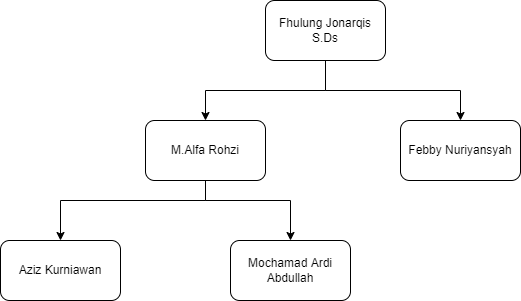 Fhulung Jonarqis
S.Ds
M.Alfa Rohzi
Febby Nuriyansyah
Aziz Kurniawan
Mochamad Ardi
Abdullah